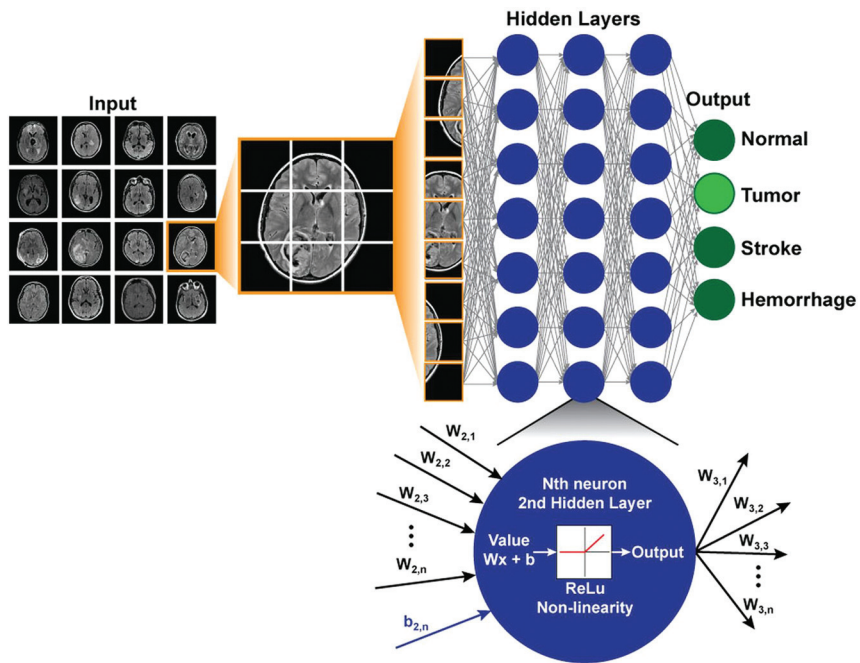 Hidden Layers
Input
Output
Normal
Tumor
Stroke
Hemorrhage
W2,1
W2,2
W2,3
W2,n
b2,n
Nth neuron
2nd Hidden Layer
Value
Wx + b
Output
ReLu
Non-linearity
W3,1
W3,2
W3,3
W3,n